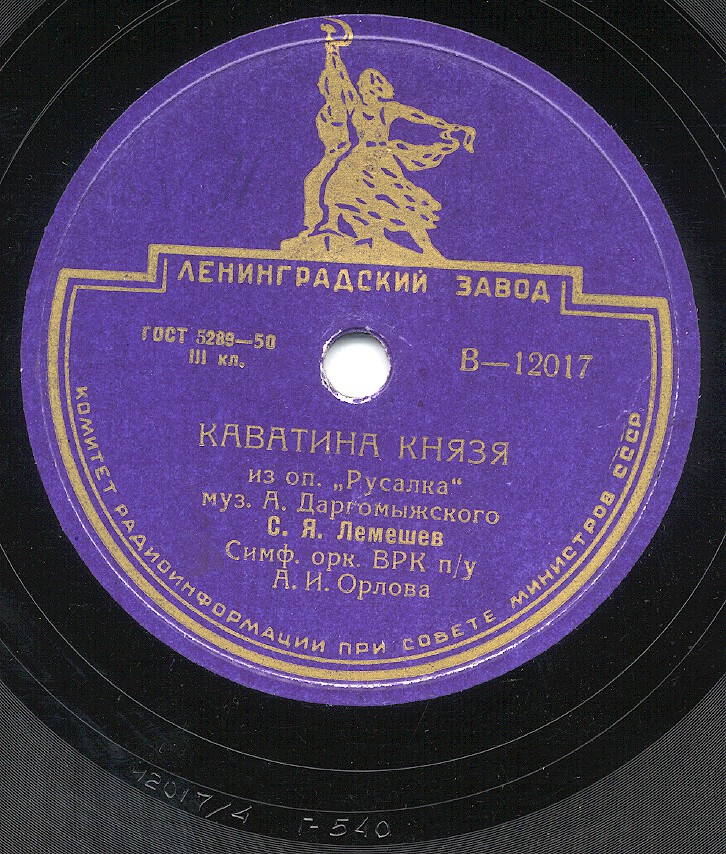 ЛЕНИНГРАДСКИЙ ЗАВОД
ГОСТ 5289—50
III кл.
В—12017
КАВАТИНА КНЯЗЯ
из оп. „Русалка“
муз. А. Даргомыжского
С. Я. Лемешев
Симф. орк. ВРК п/у
А. И. Орлова
КОМИТЕТ РАДИОИНФОРМАЦИИ ПРИ СОВЕТЕ МИНИСТРОВ СССР
12017/4 Г-540